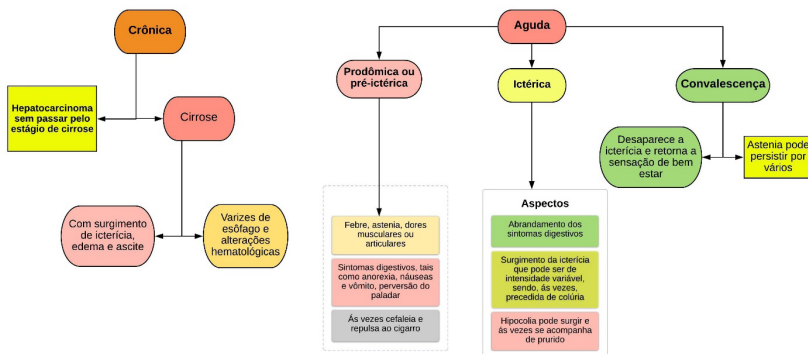 Crônica
Hepatocarcinoma
sem passar pelo
estágio de cirrose
Cirrose
Com surgimento
de icterícia,
edema e ascite
Varizes de
esôfago e
alterações
hematológicas
Aguda
Prodômica ou
pré-ictérica
Ictérica
Convalescença
Febre, astenia, dores
musculares ou
articulares
Sintomas digestivos, tais
como anorexia, náuseas
e vômito, perversão do
paladar
Ás vezes cefaleia e
repulsa ao cigarro
Aspectos
Abrandamento dos
sintomas digestivos
Surgimento da icterícia
que pode ser de
intensidade variável,
sendo, ás vezes,
precedida de colúria
Hipocolia pode surgir e
ás vezes se acompanha
de prurido
Desaparece a
icterícia e retorna a
sensação de bem
estar
Astenia pode
persistir por
vários